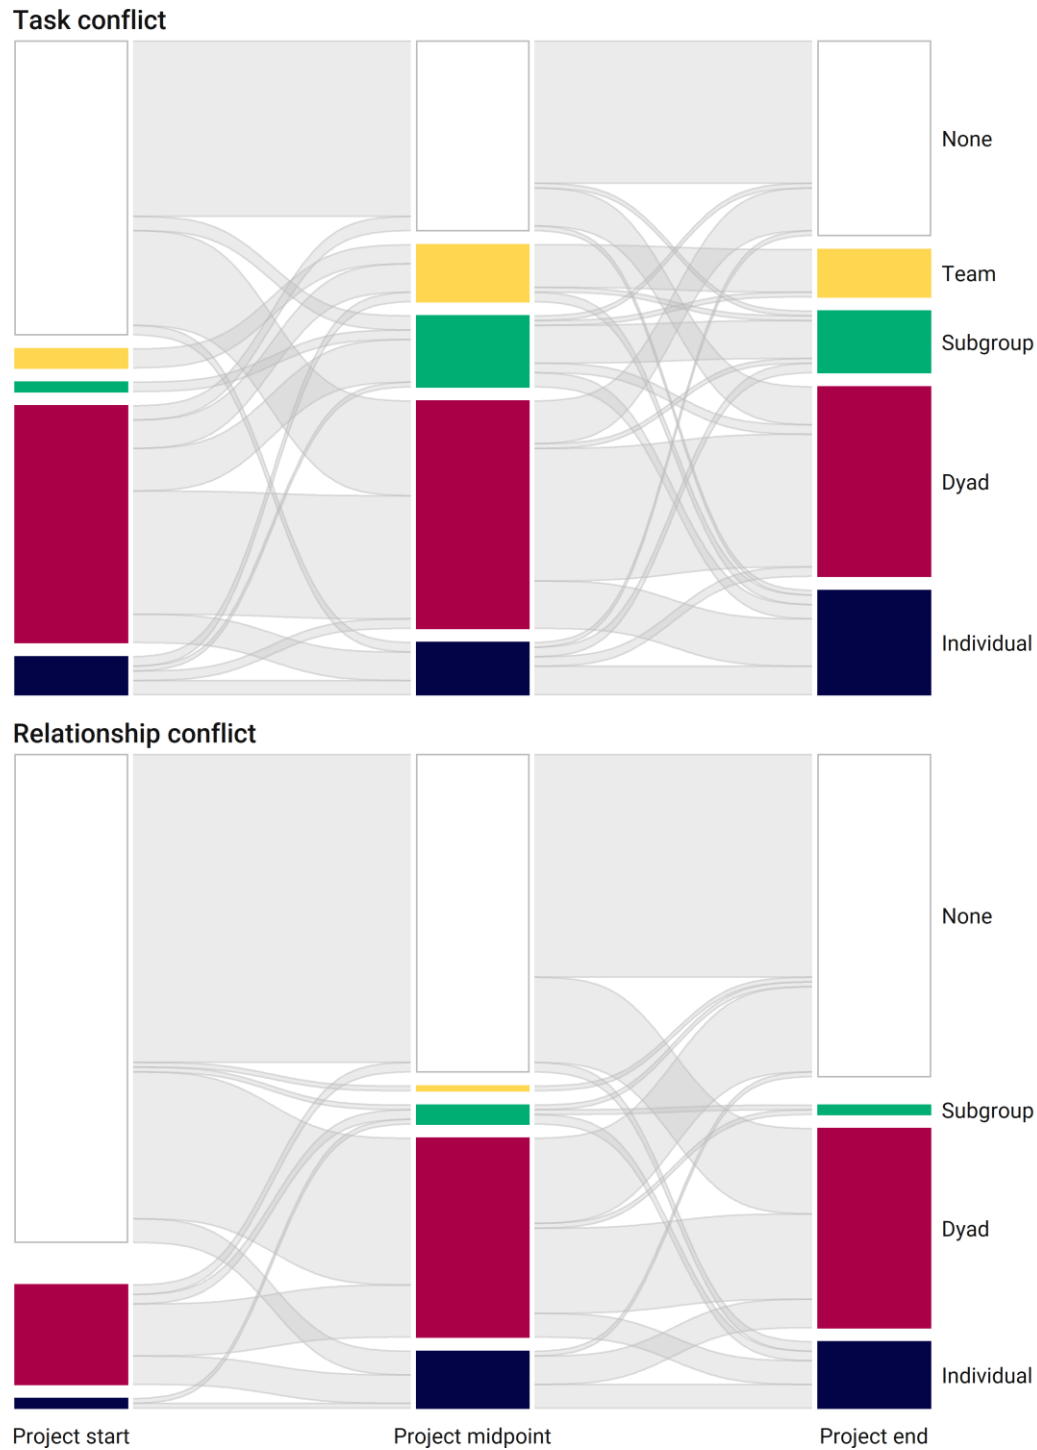 Task conflict
None
Team
Subgroup
Dyad
Individual
Relationship conflict
None
Subgroup
Dyad
Individual
Project start
Project midpoint
Project end